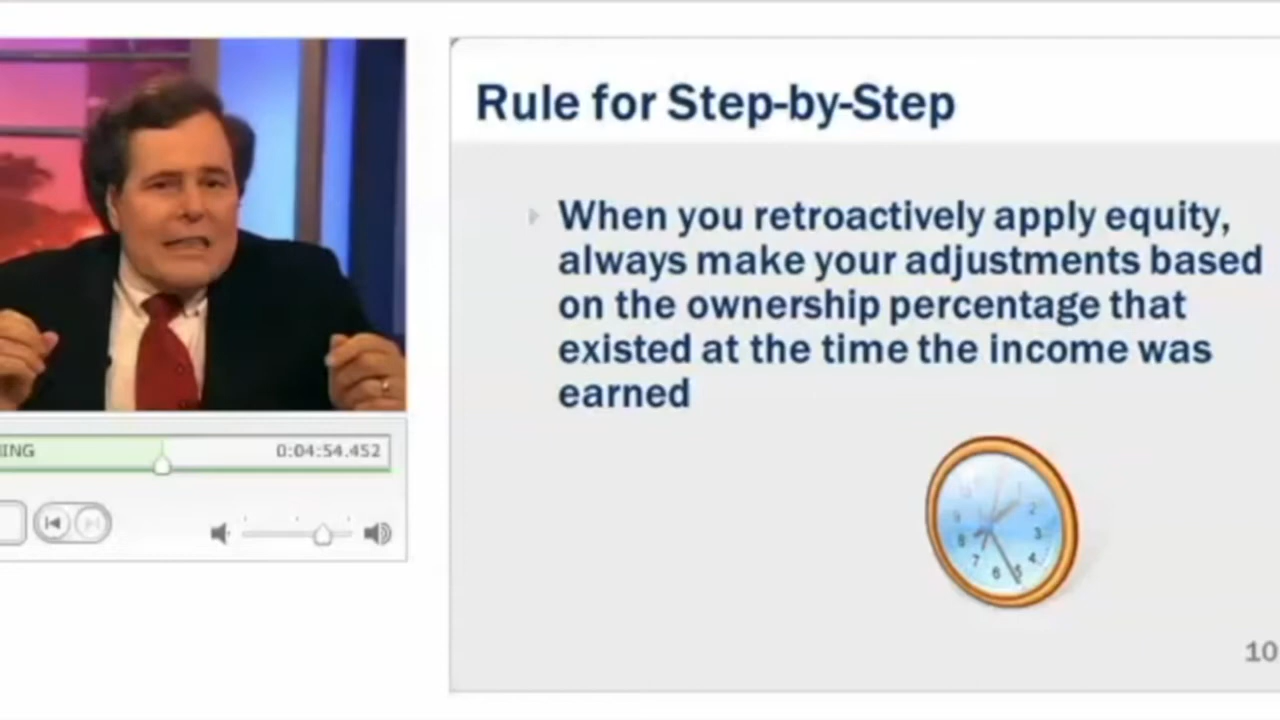 Rule for Step-by-Step
When you retroactively apply equity,
always make your adjustments based
on the ownership percentage that
existed at the time the income was
earned
ING
0:04:54.452
10